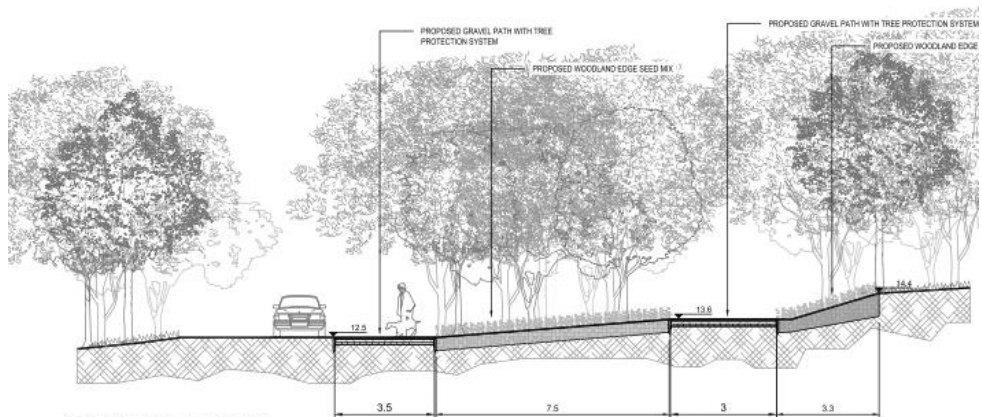 PROPOSED GRAVEL PATH WITH TREE PROTECTION SYSTEM
PROPOSED GRAVEL PATH WITH TREE
PROTECTION SYSTEM
PROPOSED WOODLAND EDGE
PROPOSED WOODLAND EDGE SEED MIX
14.4
13.6
12.5
3.5
7.5
3
3.3